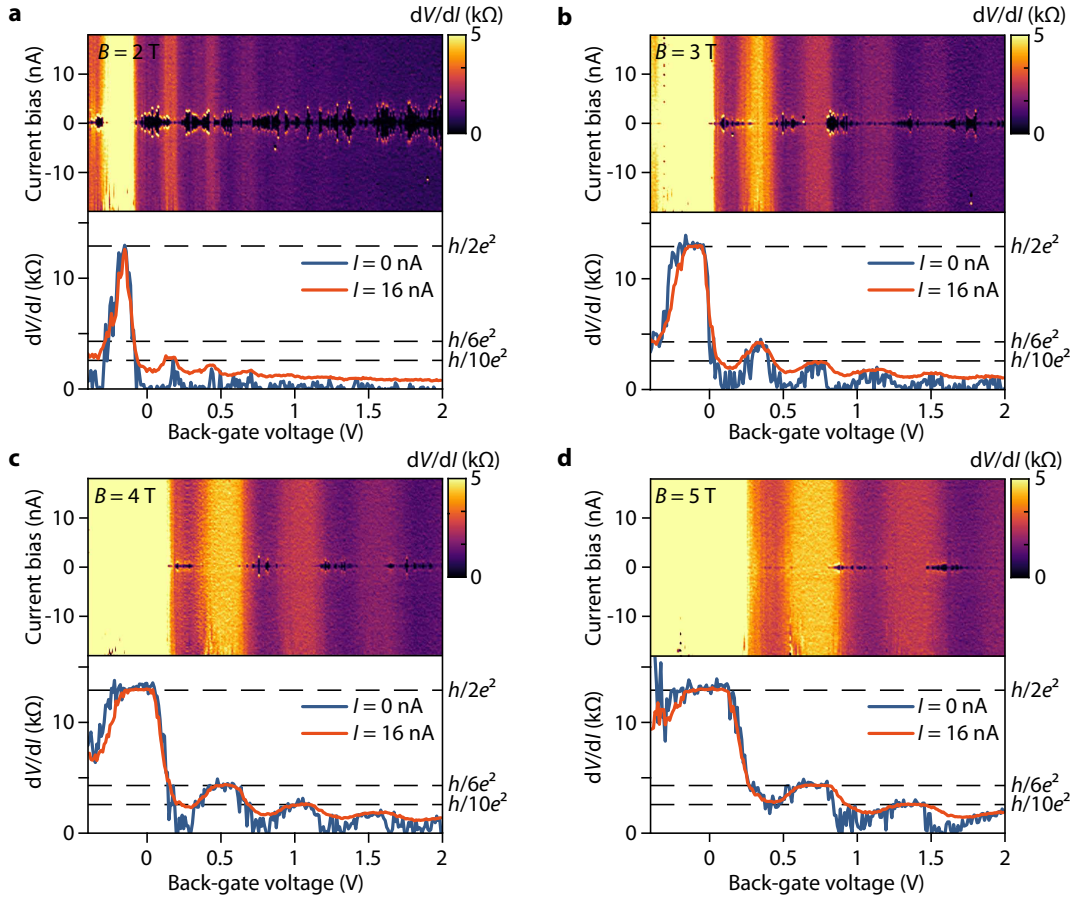 a
dV/dI (kΩ)
B = 2 T
Current bias (nA)
10
0
-10
5
0
dV/dI (kΩ)
10
0
h/2e²
h/6e²
h/10e²
I = 0 nA
I = 16 nA
0 0.5 1 1.5 2
Back-gate voltage (V)
b
dV/dI (kΩ)
B = 3 T
Current bias (nA)
10
0
-10
5
0
dV/dI (kΩ)
10
0
h/2e²
h/6e²
h/10e²
I = 0 nA
I = 16 nA
0 0.5 1 1.5 2
Back-gate voltage (V)
c
dV/dI (kΩ)
B = 4 T
Current bias (nA)
10
0
-10
5
0
dV/dI (kΩ)
10
0
h/2e²
h/6e²
h/10e²
I = 0 nA
I = 16 nA
0 0.5 1 1.5 2
Back-gate voltage (V)
d
dV/dI (kΩ)
B = 5 T
Current bias (nA)
10
0
-10
5
0
dV/dI (kΩ)
10
0
h/2e²
h/6e²
h/10e²
I = 0 nA
I = 16 nA
0 0.5 1 1.5 2
Back-gate voltage (V)